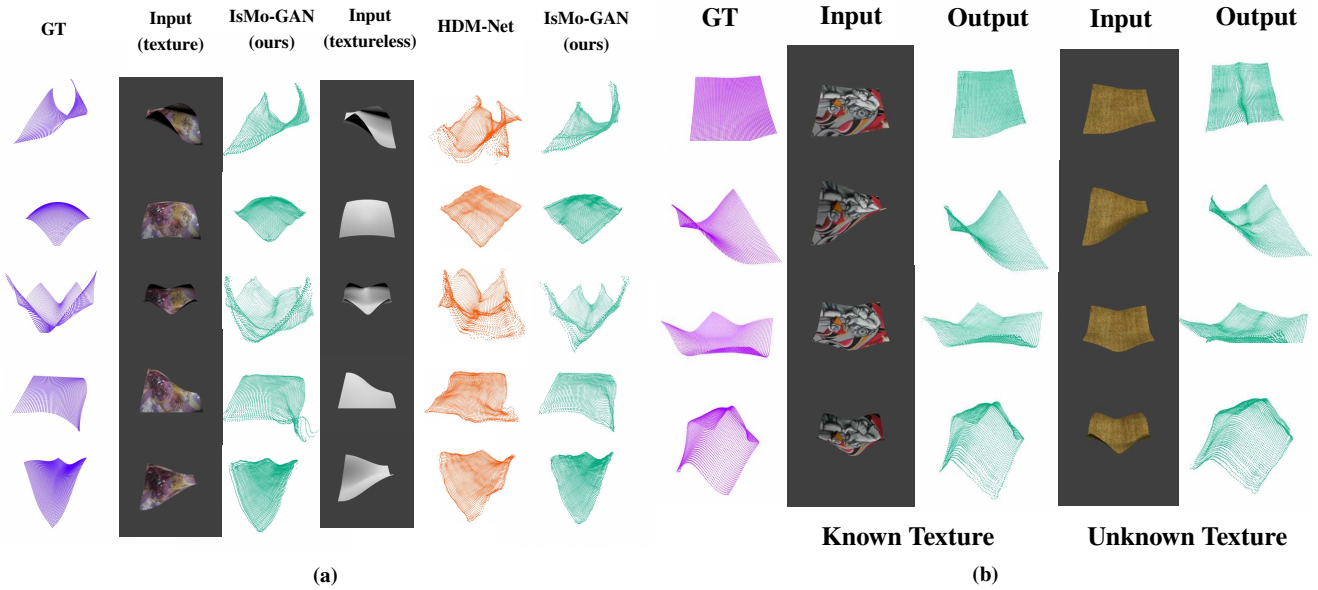 GT
Input
(texture)
IsMo-GAN
(ours)
Input
(textureless)
HDM-Net
IsMo-GAN
(ours)
(a)
GT
Input
Output
Input
Output
Known Texture
Unknown Texture
(b)